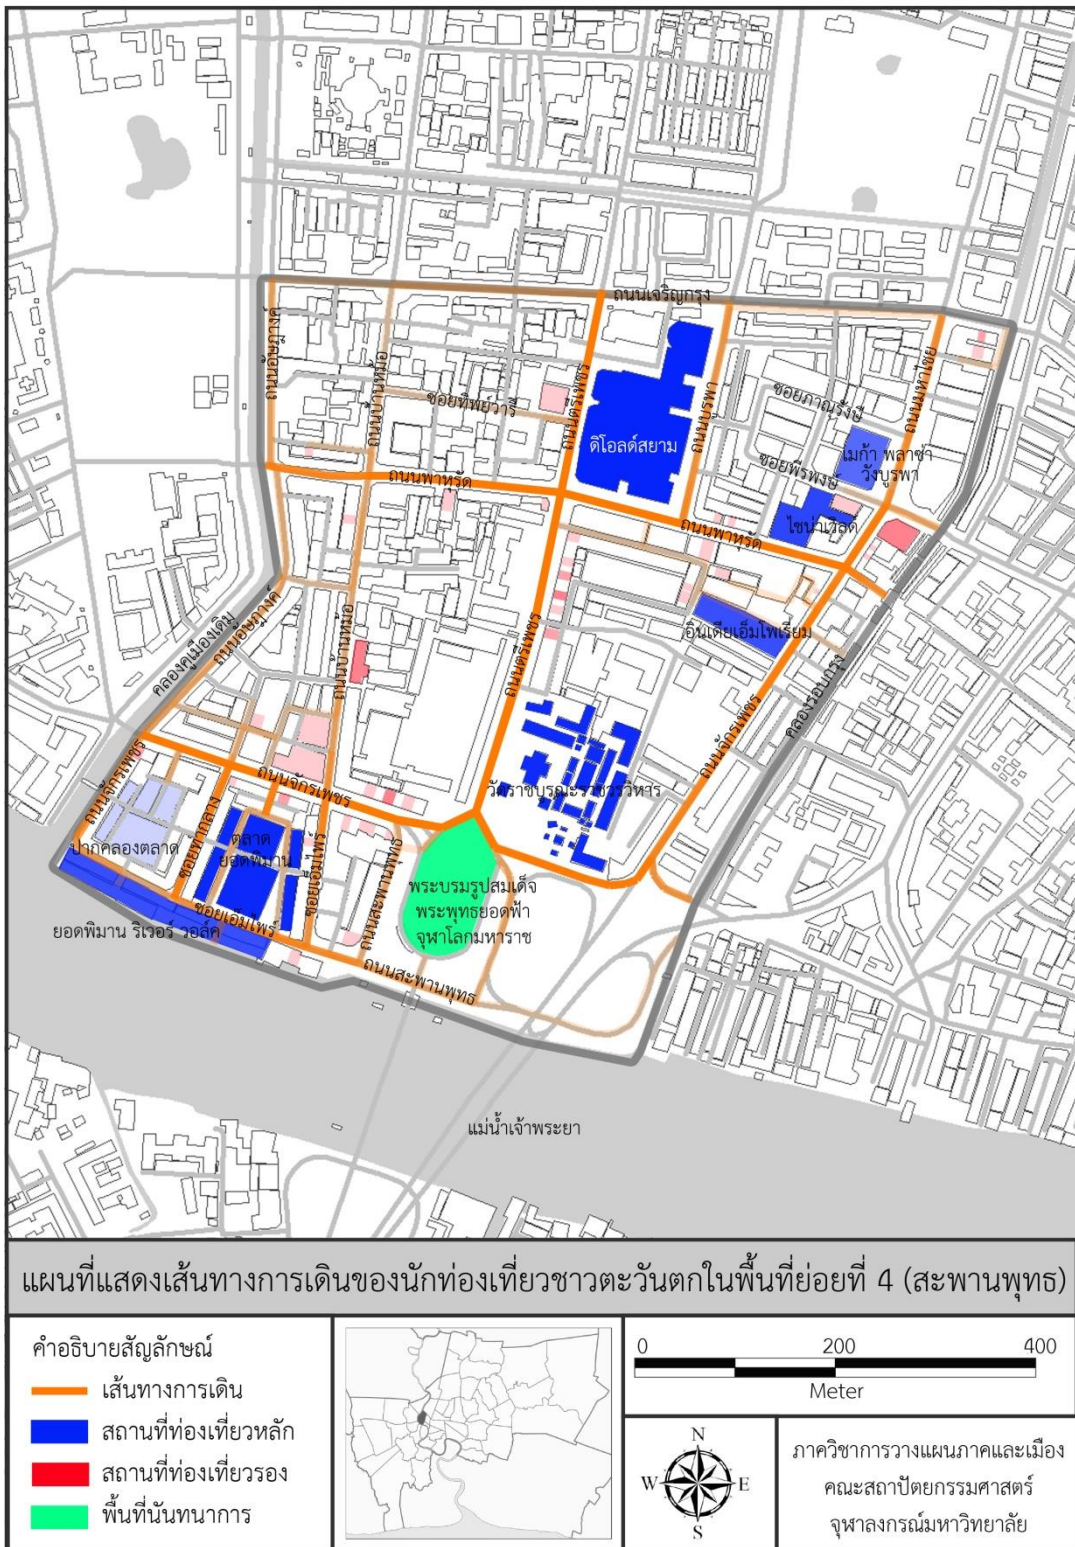 ถนนเจริญกรุง
ถนนอัษฎางค์
ถนนบ้านหม้อ
ซอยทิพย์วารี
ถนนตรีเพชร
ถนนบูรพา
ซอยภาณุรังษี
ถนนมหาไชย
ดิโอลด์สยาม
เมก้า พลาซ่า
วังบูรพา
ซอยพีรพงษ์
ถนนพาหุรัด
ไชน่าเวิลด์
ถนนพาหุรัด
อินเดียเอ็มโพเรียม
คลองคูเมืองเดิม
ถนนอัษฎางค์
ถนนบ้านหม้อ
ถนนตรีเพชร
คลองรอบกรุง
ถนนจักรเพชร
วัดราชบุรณะราชวรวิหาร
ถนนจักรเพชร
ถนนจักรเพชร
ปากคลองตลาด
ซอยท่ากลาง
ตลาด
ยอดพิมาน
ซอยเอ็มไพร์
ถนนสะพานพุทธ
พระบรมรูปสมเด็จ
พระพุทธยอดฟ้า
จุฬาโลกมหาราช
ซอยเอ็มไพร์
ยอดพิมาน ริเวอร์ วอล์ค
ถนนสะพานพุทธ
แม่น้ำเจ้าพระยา
แผนที่แสดงเส้นทางการเดินของนักท่องเที่ยวชาวตะวันตกในพื้นที่ย่อยที่ 4 (สะพานพุทธ)
คำอธิบายสัญลักษณ์
เส้นทางการเดิน
สถานที่ท่องเที่ยวหลัก
สถานที่ท่องเที่ยวรอง
พื้นที่นันทนาการ
0 200 400
Meter
N
W E
S
ภาควิชาการวางแผนภาคและเมือง
คณะสถาปัตยกรรมศาสตร์
จุฬาลงกรณ์มหาวิทยาลัย